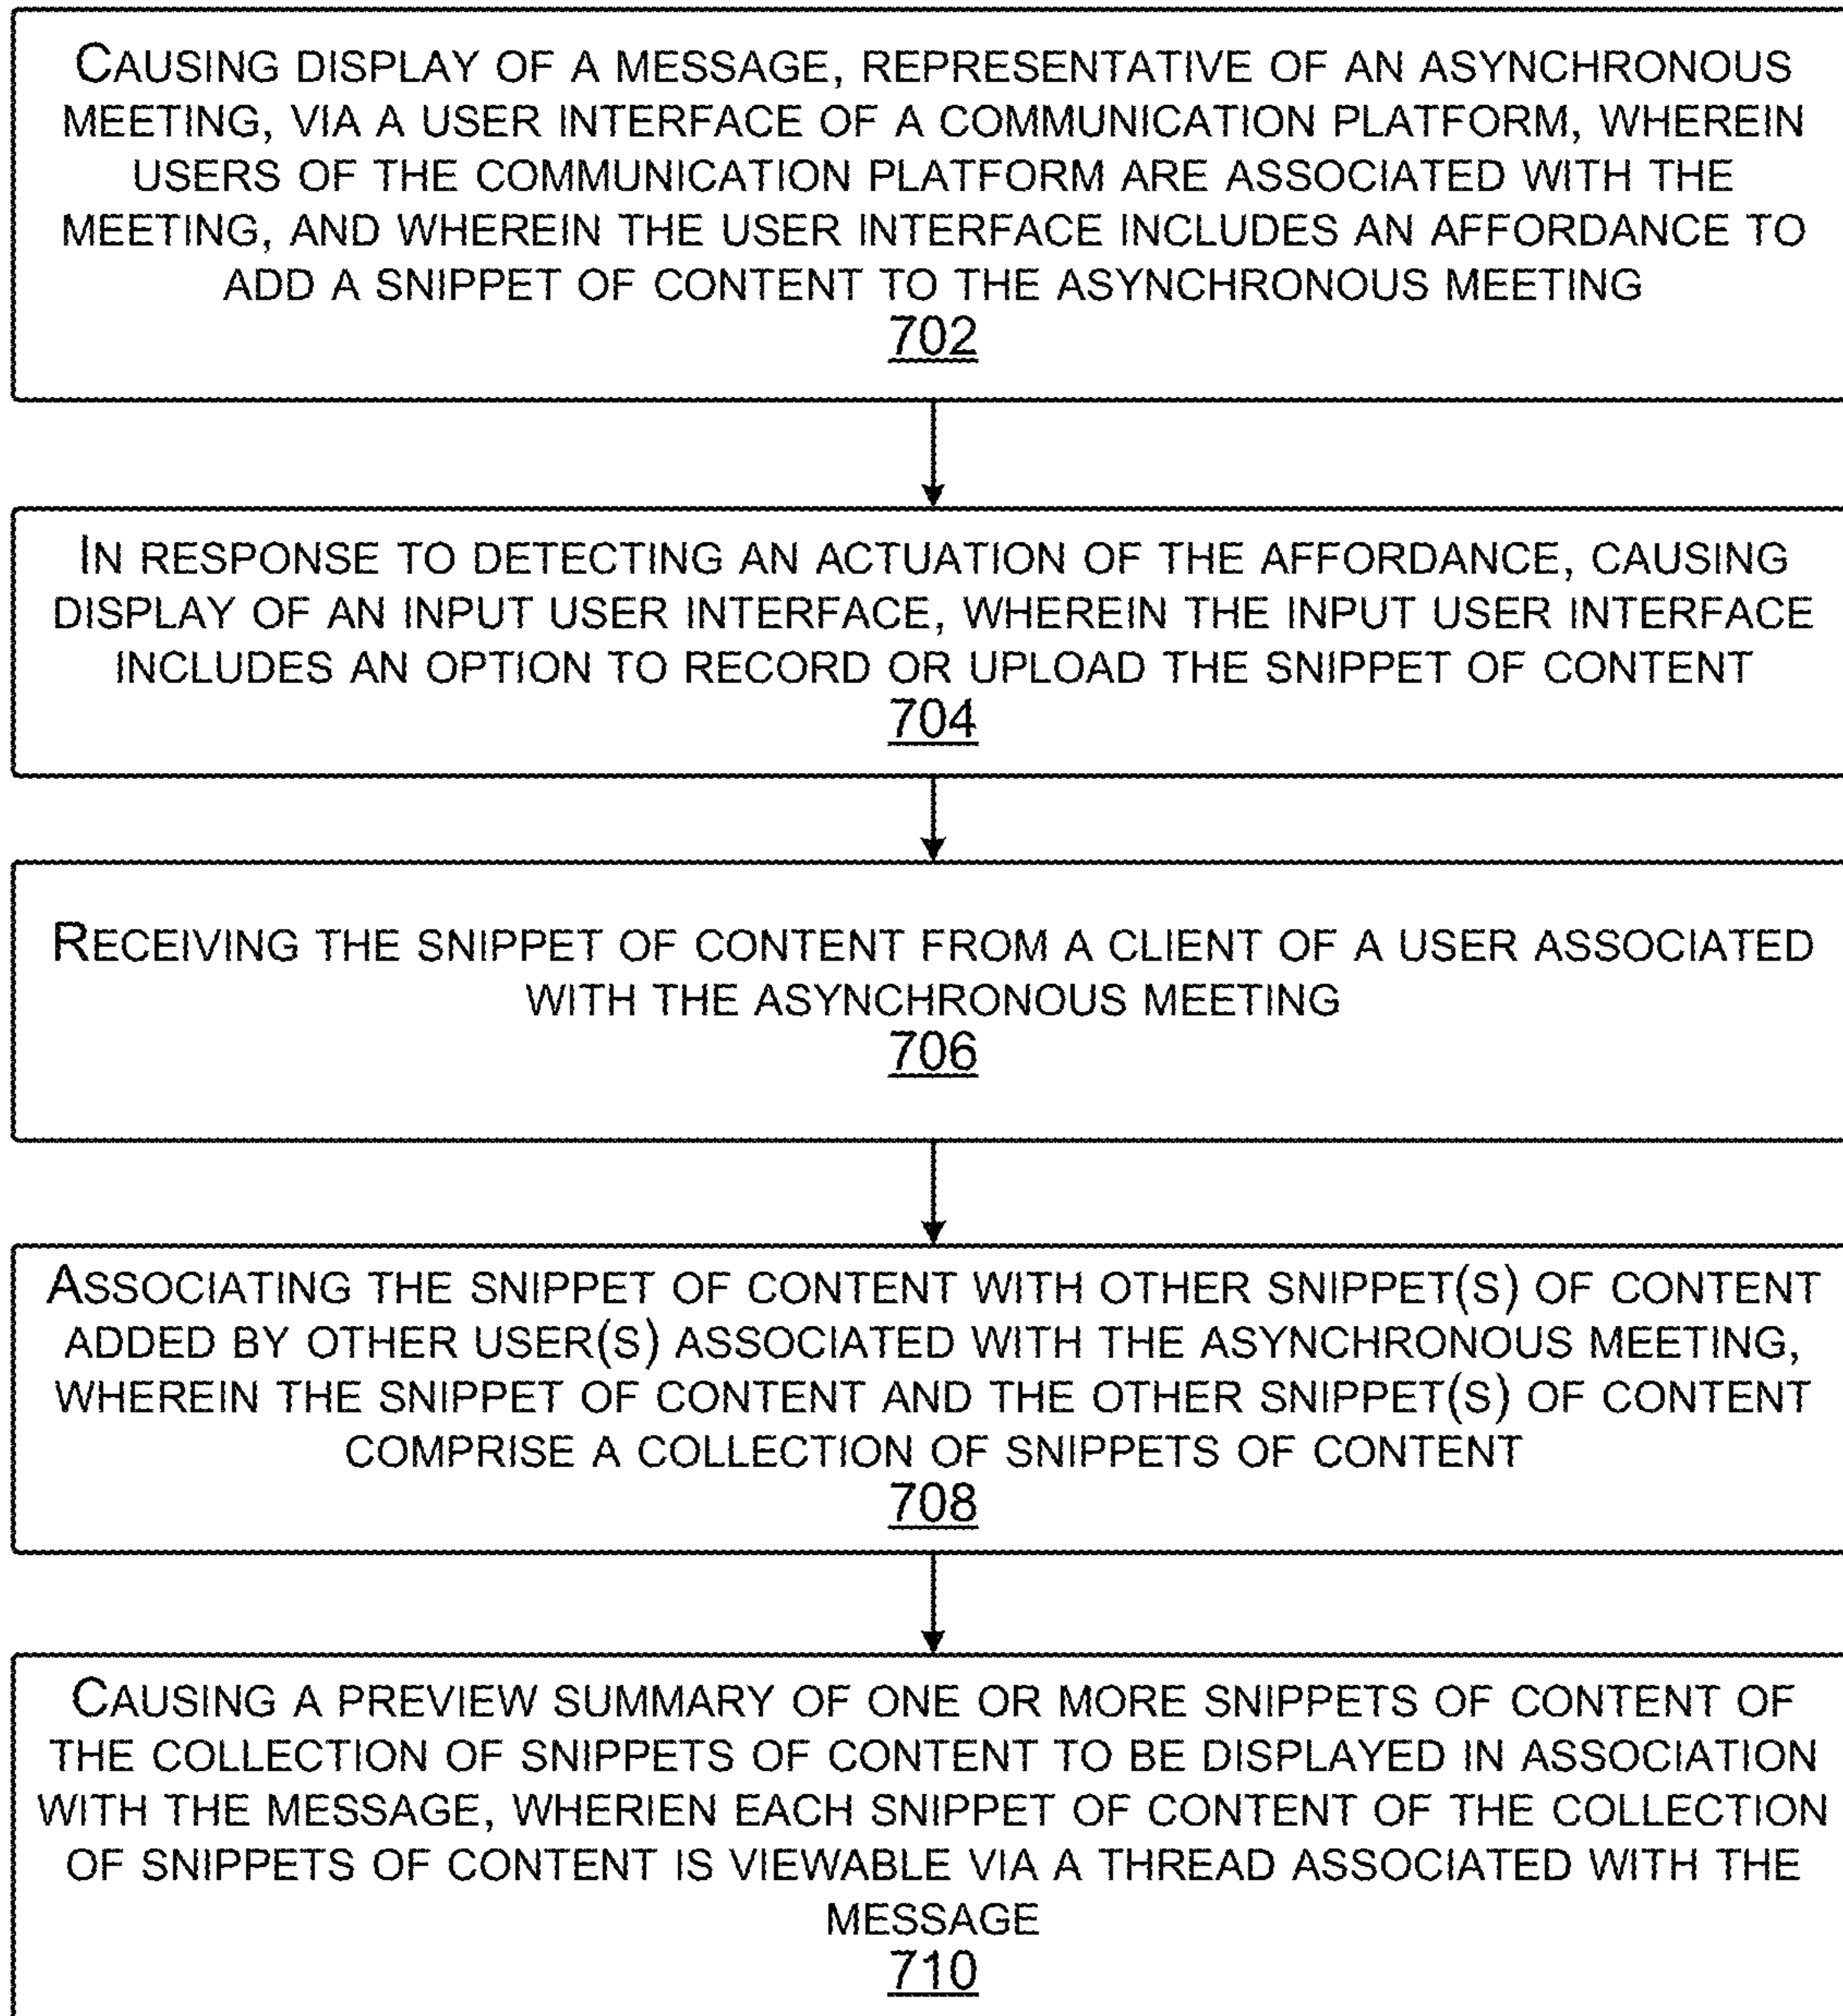 CAUSING DISPLAY OF A MESSAGE, REPRESENTATIVE OF AN ASYNCHRONOUS
MEETING, VIA A USER INTERFACE OF A COMMUNICATION PLATFORM, WHEREIN
USERS OF THE COMMUNICATION PLATFORM ARE ASSOCIATED WITH THE
MEETING, AND WHEREIN THE USER INTERFACE INCLUDES AN AFFORDANCE TO
ADD A SNIPPET OF CONTENT TO THE ASYNCHRONOUS MEETING
702
IN RESPONSE TO DETECTING AN ACTUATION OF THE AFFORDANCE, CAUSING
DISPLAY OF AN INPUT USER INTERFACE, WHEREIN THE INPUT USER INTERFACE
INCLUDES AN OPTION TO RECORD OR UPLOAD THE SNIPPET OF CONTENT
704
RECEIVING THE SNIPPET OF CONTENT FROM A CLIENT OF A USER ASSOCIATED
WITH THE ASYNCHRONOUS MEETING
706
ASSOCIATING THE SNIPPET OF CONTENT WITH OTHER SNIPPET(S) OF CONTENT
ADDED BY OTHER USER(S) ASSOCIATED WITH THE ASYNCHRONOUS MEETING,
WHEREIN THE SNIPPET OF CONTENT AND THE OTHER SNIPPET(S) OF CONTENT
COMPRISE A COLLECTION OF SNIPPETS OF CONTENT
708
CAUSING A PREVIEW SUMMARY OF ONE OR MORE SNIPPETS OF CONTENT OF
THE COLLECTION OF SNIPPETS OF CONTENT TO BE DISPLAYED IN ASSOCIATION
WITH THE MESSAGE, WHERIEN EACH SNIPPET OF CONTENT OF THE COLLECTION
OF SNIPPETS OF CONTENT IS VIEWABLE VIA A THREAD ASSOCIATED WITH THE
MESSAGE
710